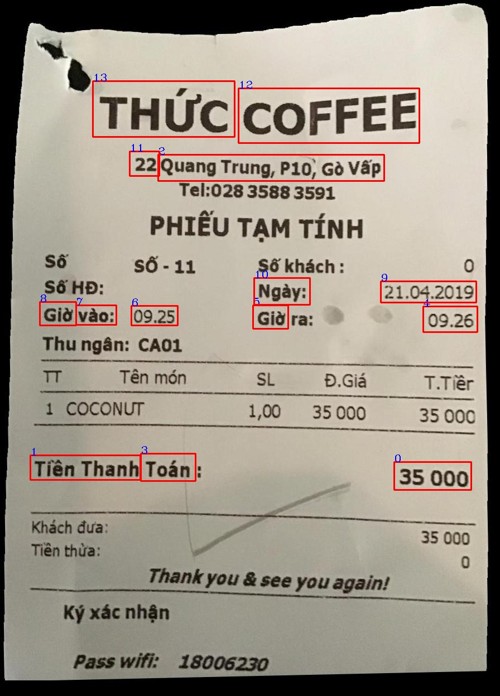 THỨC COFFEE
22 Quang Trung, P10, Gò Vấp
Tel:028 3588 3591
PHIẾU TẠM TÍNH
Số SỐ - 11 Số khách : 0
Số HĐ: Ngày: 21.04.2019
Giờ vào: 09.25 Giờ ra: 09.26
Thu ngân: CA01
TT Tên món SL Đ.Giá T.Tiền
1 COCONUT 1,00 35 000 35 000
Tiền Thanh Toán : 35 000
Khách đưa: 35 000
Tiền thừa: 0
Thank you & see you again!
Ký xác nhận
Pass wifi: 18006230
13
12
11
2
10
9
8
7
6
5
4
1
3
0